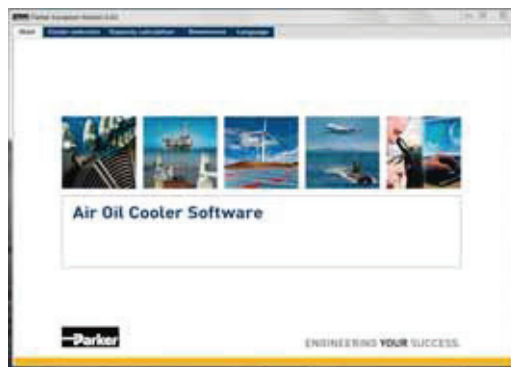 Start Cooler selection Capacity calculation Dimensions Language
Air Oil Cooler Software
Parker
ENGINEERING YOUR SUCCESS.